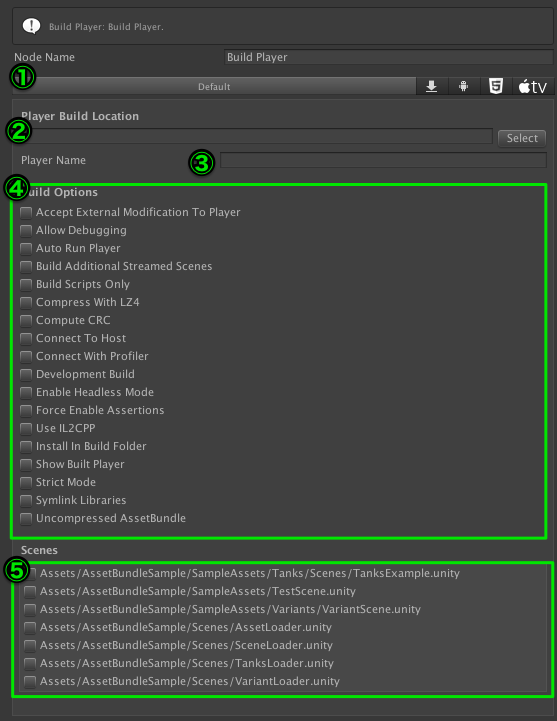 Build Player: Build Player.
Node Name Build Player
1
Default tv
Player Build Location
2 Select
Player Name 3
4 uild Options
Accept External Modification To Player
Allow Debugging
Auto Run Player
Build Additional Streamed Scenes
Build Scripts Only
Compress With LZ4
Compute CRC
Connect To Host
Connect With Profiler
Development Build
Enable Headless Mode
Force Enable Assertions
Use IL2CPP
Install In Build Folder
Show Built Player
Strict Mode
Symlink Libraries
Uncompressed AssetBundle
Scenes
5 Assets/AssetBundleSample/SampleAssets/Tanks/Scenes/TanksExample.unity
Assets/AssetBundleSample/SampleAssets/TestScene.unity
Assets/AssetBundleSample/SampleAssets/Variants/VariantScene.unity
Assets/AssetBundleSample/Scenes/AssetLoader.unity
Assets/AssetBundleSample/Scenes/SceneLoader.unity
Assets/AssetBundleSample/Scenes/TanksLoader.unity
Assets/AssetBundleSample/Scenes/VariantLoader.unity